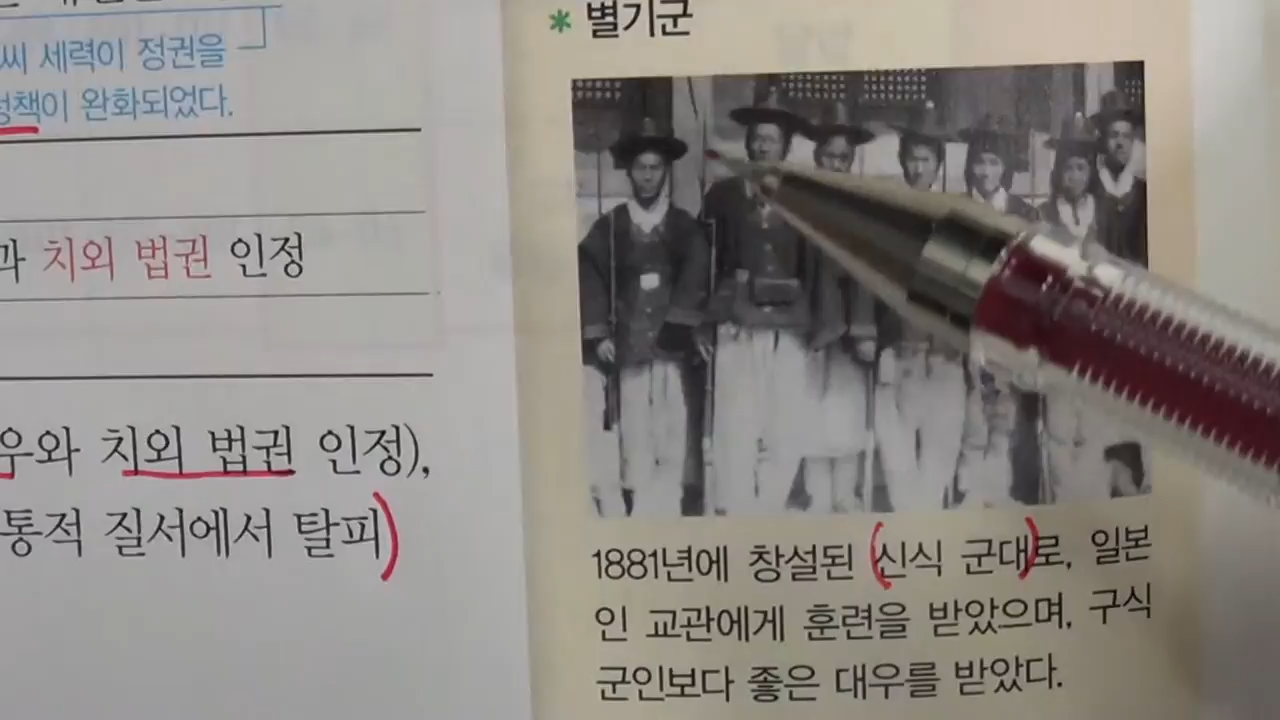 씨 세력이 정권을
정책이 완화되었다.
과 치외 법권 인정
우와 치외 법권 인정),
통적 질서에서 탈피)
* 별기군
1881년에 창설된 (신식 군대)로, 일본
인 교관에게 훈련을 받았으며, 구식
군인보다 좋은 대우를 받았다.